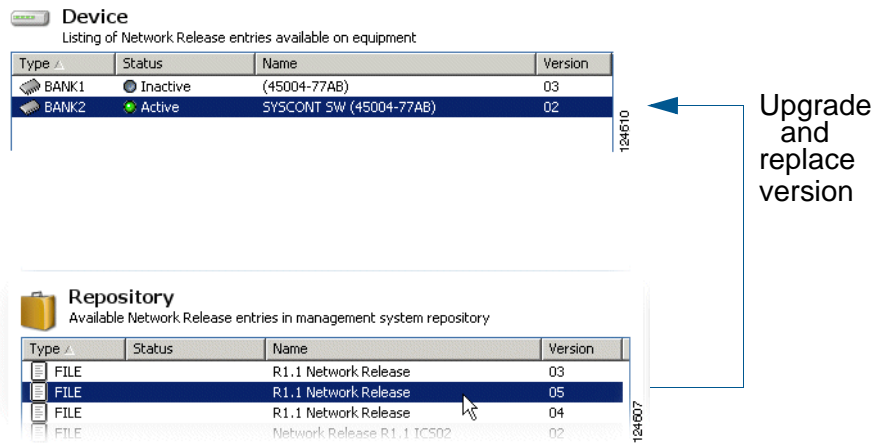 Device
Listing of Network Release entries available on equipment
Type Status Name Version
BANK1 Inactive (45004-77AB) 03
BANK2 Active SYSCONT SW (45004-77AB) 02
124610
Upgrade
and
replace
version
Repository
Available Network Release entries in management system repository
Type Status Name Version
FILE R1.1 Network Release 03
FILE R1.1 Network Release 05
FILE R1.1 Network Release 04
FILE Network Release R1.1 ICS02 02
124607